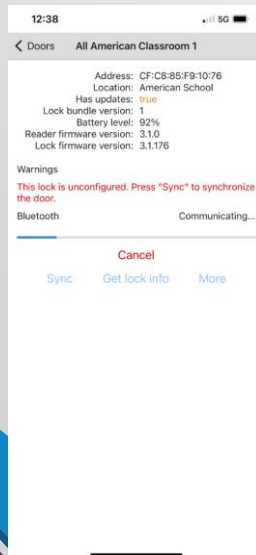 12:38
5G
Doors All American Classroom 1
Address: CF:C8:85:F9:10:76
Location: American School
Has updates: true
Lock bundle version: 1
Battery level: 92%
Reader firmware version: 3.1.0
Lock firmware version: 3.1.176
Warnings
This lock is unconfigured. Press "Sync" to synchronize
the door.
Bluetooth Communicating...
Cancel
Sync Get lock info More